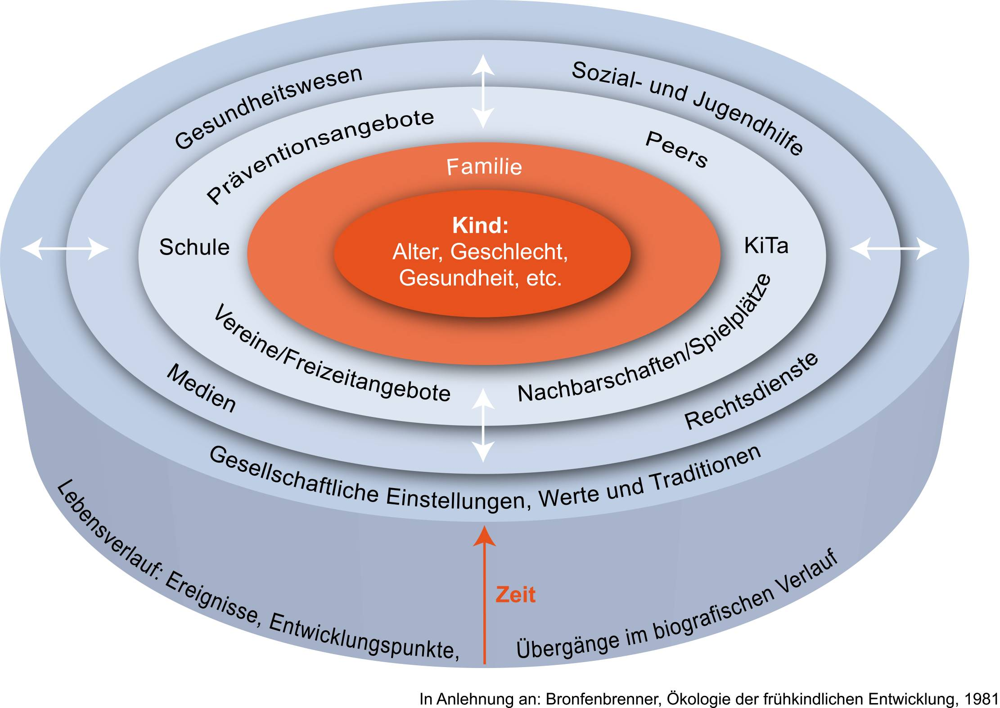 Gesundheitswesen
Sozial- und Jugendhilfe
Präventionsangebote
Peers
Familie
Kind:
Alter, Geschlecht,
Gesundheit, etc.
Schule
KiTa
Vereine/Freizeitangebote
Nachbarschaften/Spielplätze
Medien
Rechtsdienste
Gesellschaftliche Einstellungen, Werte und Traditionen
Zeit
Lebensverlauf: Ereignisse, Entwicklungspunkte,
Übergänge im biografischen Verlauf
In Anlehnung an: Bronfenbrenner, Ökologie der frühkindlichen Entwicklung, 1981